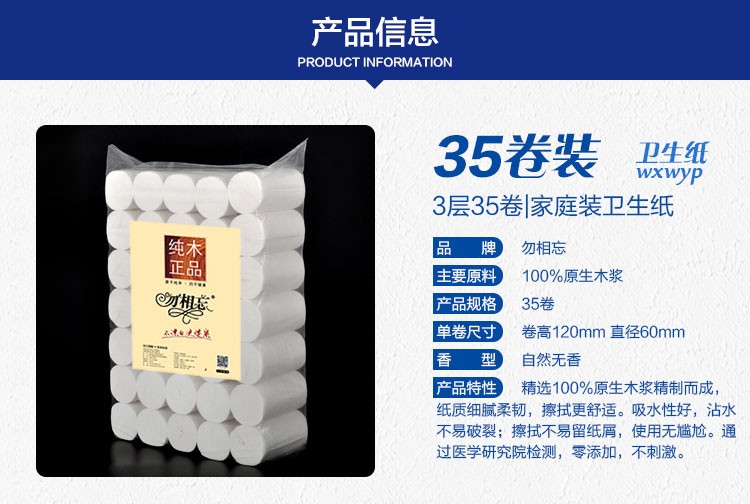 产品信息
PRODUCT INFORMATION
35卷装
卫生纸
wxwyp
3层35卷|家庭装卫生纸
品 牌 勿相忘
主要原料 100%原生木浆
产品规格 35卷
单卷尺寸 卷高120mm 直径60mm
香 型 自然无香
产品特性 精选100%原生木浆精制而成，
纸质细腻柔韧，擦拭更舒适。吸水性好，沾水
不易破裂；擦拭不易留纸屑，使用无尴尬。通
过医学研究院检测，零添加，不刺激。
纯木
正品
勿相忘